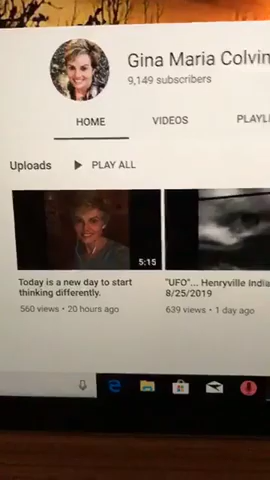 Gina Maria Colvin
9,149 subscribers
HOME VIDEOS PLAYL
Uploads PLAY ALL
5:15
Today is a new day to start "UFO"... Henryville India
thinking differently. 8/25/2019
560 views • 20 hours ago 639 views • 1 day ago